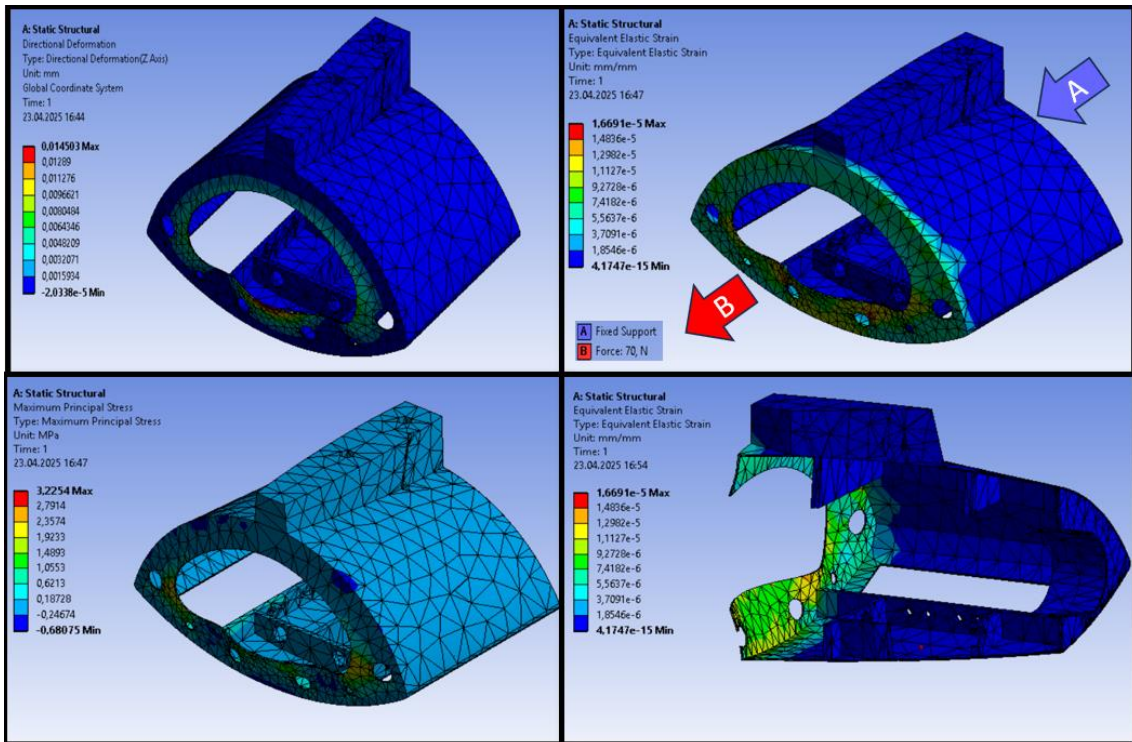 A: Static Structural
Directional Deformation
Type: Directional Deformation(Z Axis)
Unit: mm
Global Coordinate System
Time: 1
23.04.2025 16:44
0,014503 Max
0,01289
0,011276
0,0096621
0,0080484
0,0064346
0,0048209
0,0032071
0,0015934
-2,0338e-5 Min
A: Static Structural
Equivalent Elastic Strain
Type: Equivalent Elastic Strain
Unit: mm/mm
Time: 1
23.04.2025 16:47
A
1,6691e-5 Max
1,4836e-5
1,2982e-5
1,1127e-5
9,2728e-6
7,4182e-6
5,5637e-6
3,7091e-6
1,8546e-6
4,1747e-15 Min
B
A Fixed Support
B Force: 70, N
A: Static Structural
Maximum Principal Stress
Type: Maximum Principal Stress
Unit: MPa
Time: 1
23.04.2025 16:47
3,2254 Max
2,7914
2,3574
1,9233
1,4893
1,0553
0,6213
0,18728
-0,24674
-0,68075 Min
A: Static Structural
Equivalent Elastic Strain
Type: Equivalent Elastic Strain
Unit: mm/mm
Time: 1
23.04.2025 16:54
1,6691e-5 Max
1,4836e-5
1,2982e-5
1,1127e-5
9,2728e-6
7,4182e-6
5,5637e-6
3,7091e-6
1,8546e-6
4,1747e-15 Min